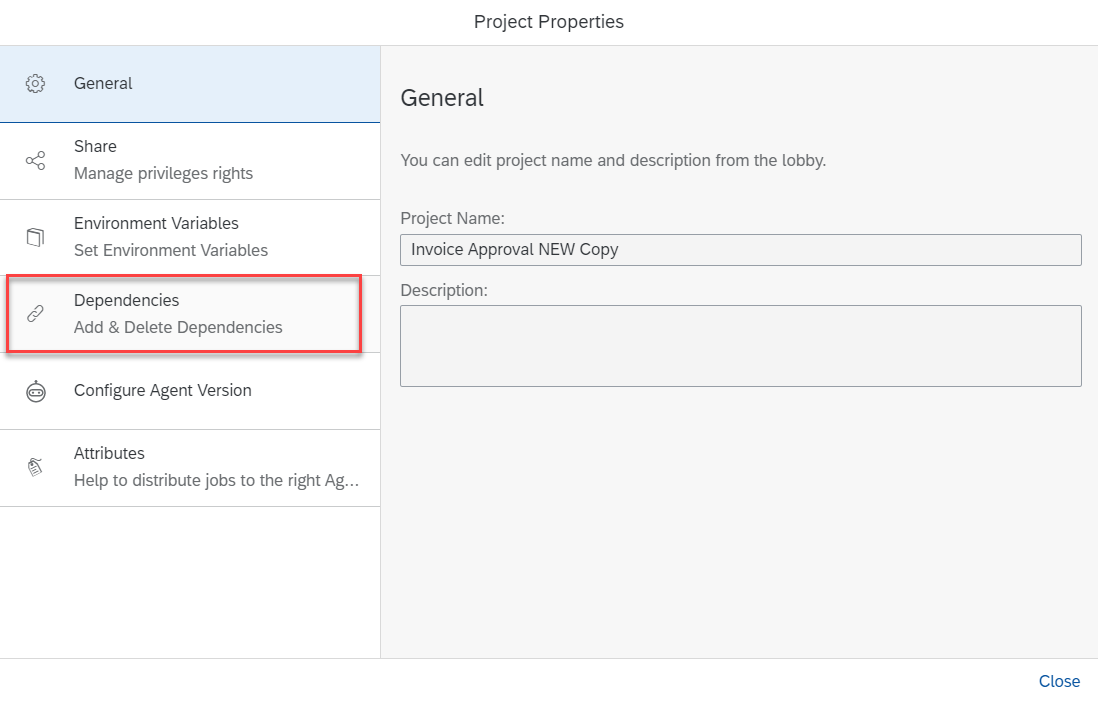 Project Properties
General
Share
Manage privileges rights
Environment Variables
Set Environment Variables
Dependencies
Add & Delete Dependencies
Configure Agent Version
Attributes
Help to distribute jobs to the right Ag...
General
You can edit project name and description from the lobby.
Project Name:
Invoice Approval NEW Copy
Description:
Close